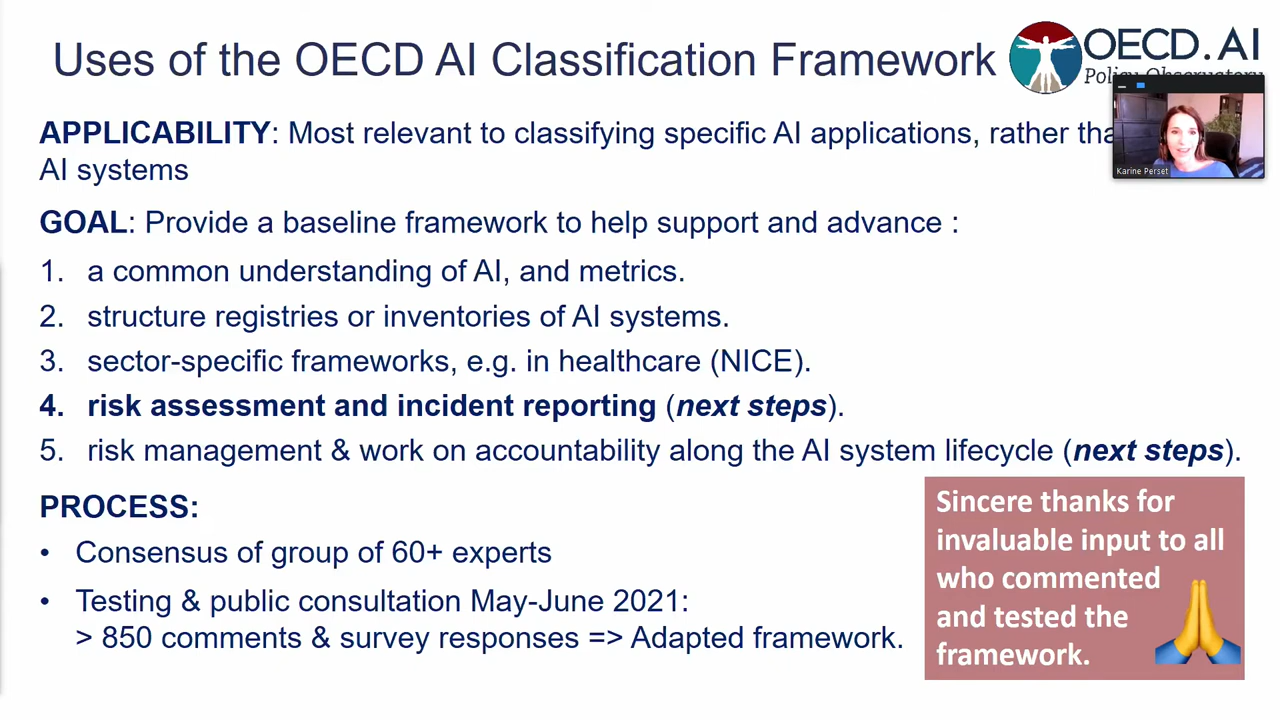 Uses of the OECD AI Classification Framework
OECD.AI
Policy Observatory
Karine Perset
APPLICABILITY: Most relevant to classifying specific AI applications, rather
AI systems
GOAL: Provide a baseline framework to help support and advance :
1. a common understanding of AI, and metrics.
2. structure registries or inventories of AI systems.
3. sector-specific frameworks, e.g. in healthcare (NICE).
4. risk assessment and incident reporting (next steps).
5. risk management & work on accountability along the AI system lifecycle (next steps).
PROCESS:
• Consensus of group of 60+ experts
• Testing & public consultation May-June 2021:
> 850 comments & survey responses => Adapted framework.
Sincere thanks for
invaluable input to all
who commented
and tested the
framework.